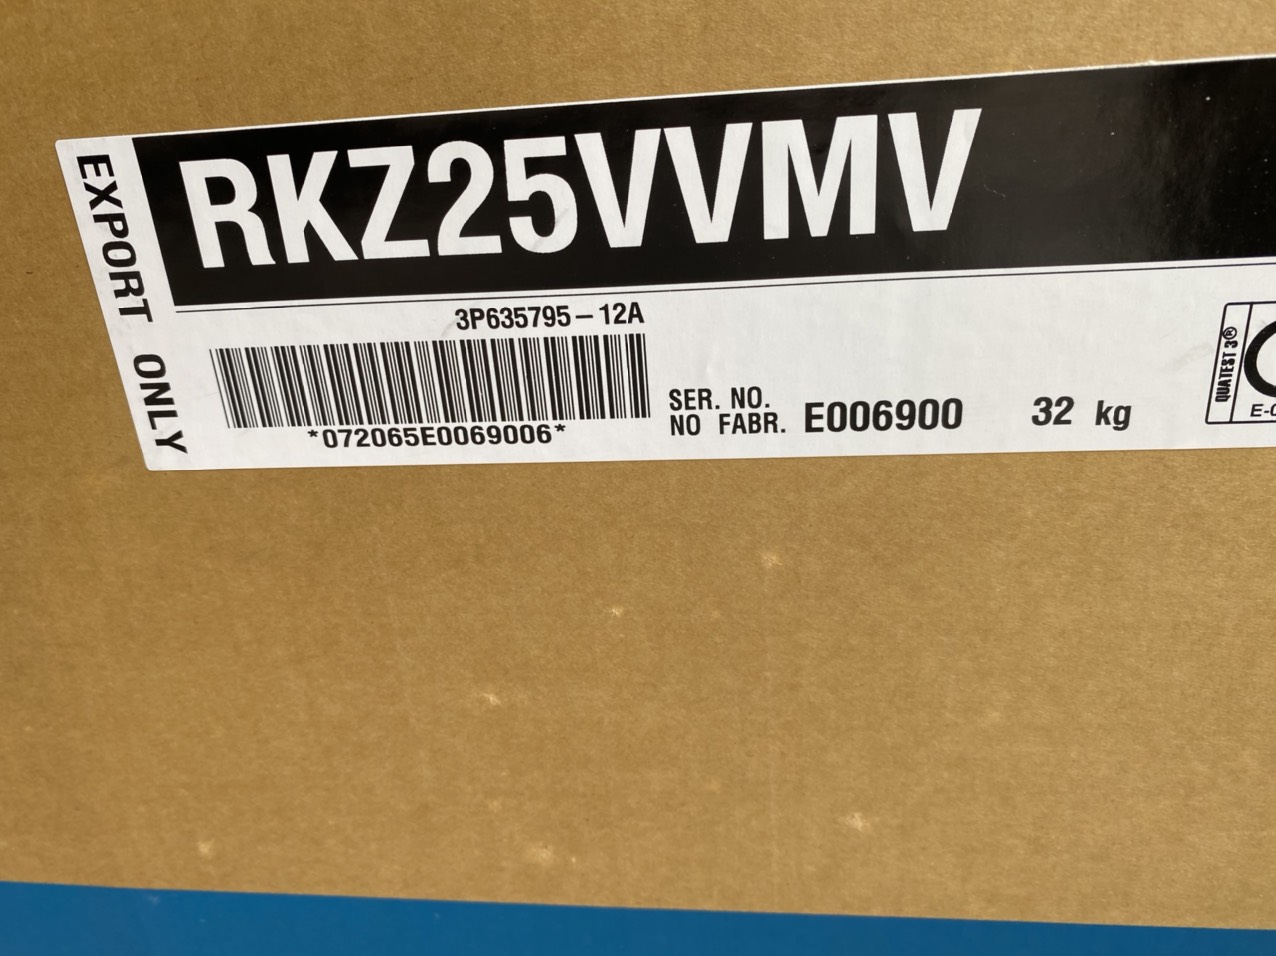 EXPORT ONLY
RKZ25VVMV
3P635795-12A
*072065E0069006*
SER. NO.
NO FABR. E006900 32 kg
QUATEST 3®